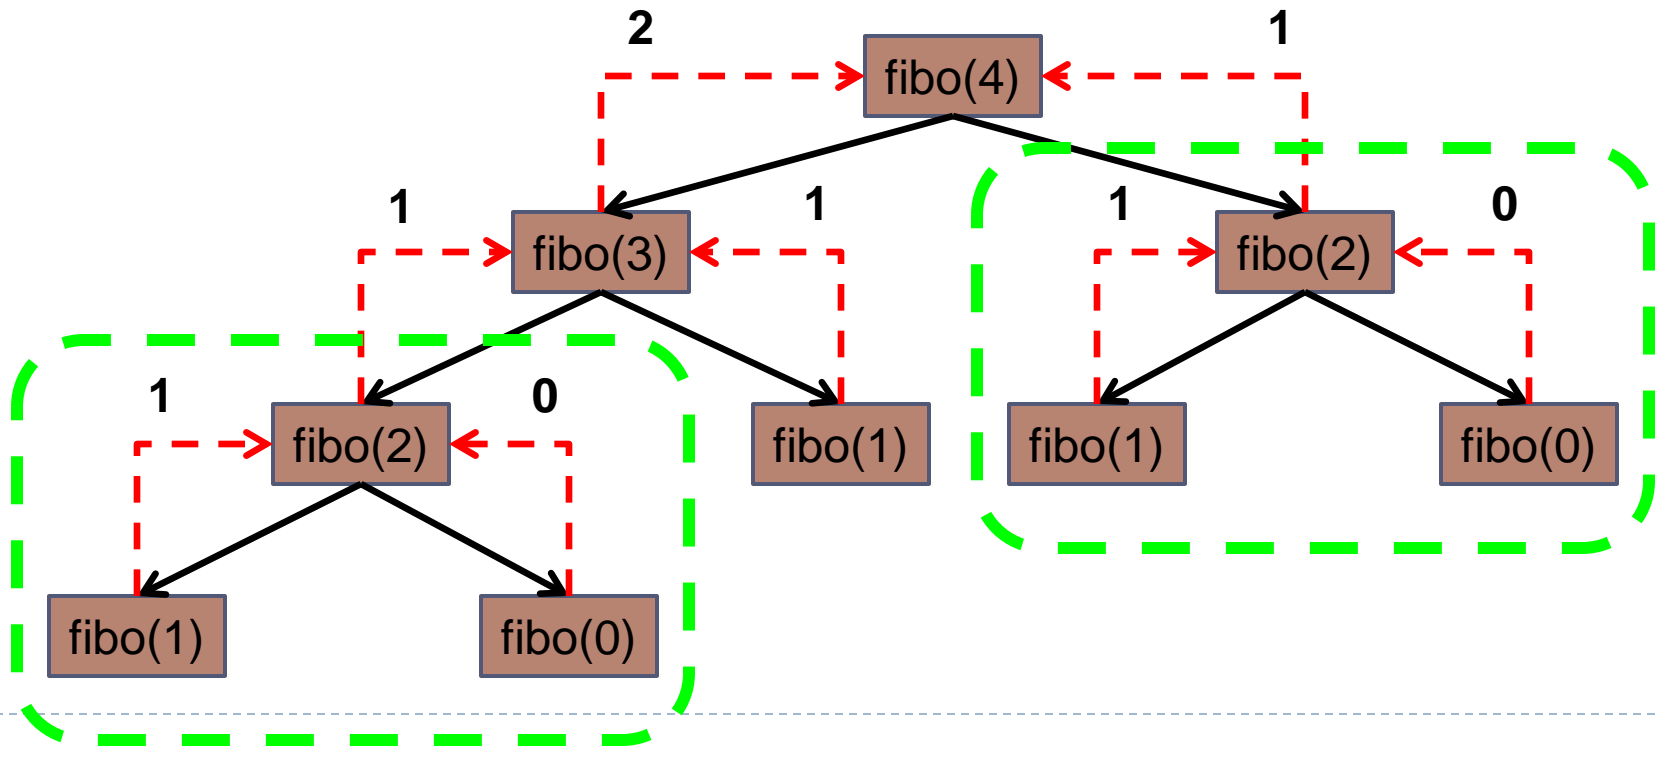 2 1
fibo(4)
1 1 1 0
fibo(3) fibo(2)
1 0
fibo(2) fibo(1) fibo(1) fibo(0)
fibo(1) fibo(0)